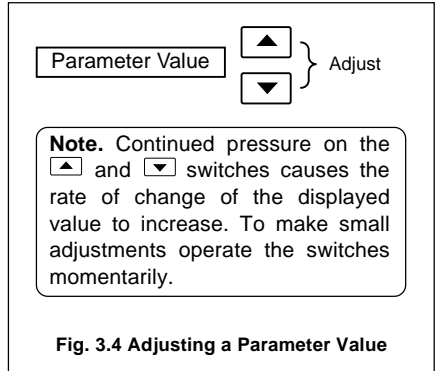 Parameter Value
Adjust
Note. Continued pressure on the
▲ and ▼ switches causes the
rate of change of the displayed
value to increase. To make small
adjustments operate the switches
momentarily.
Fig. 3.4 Adjusting a Parameter Value